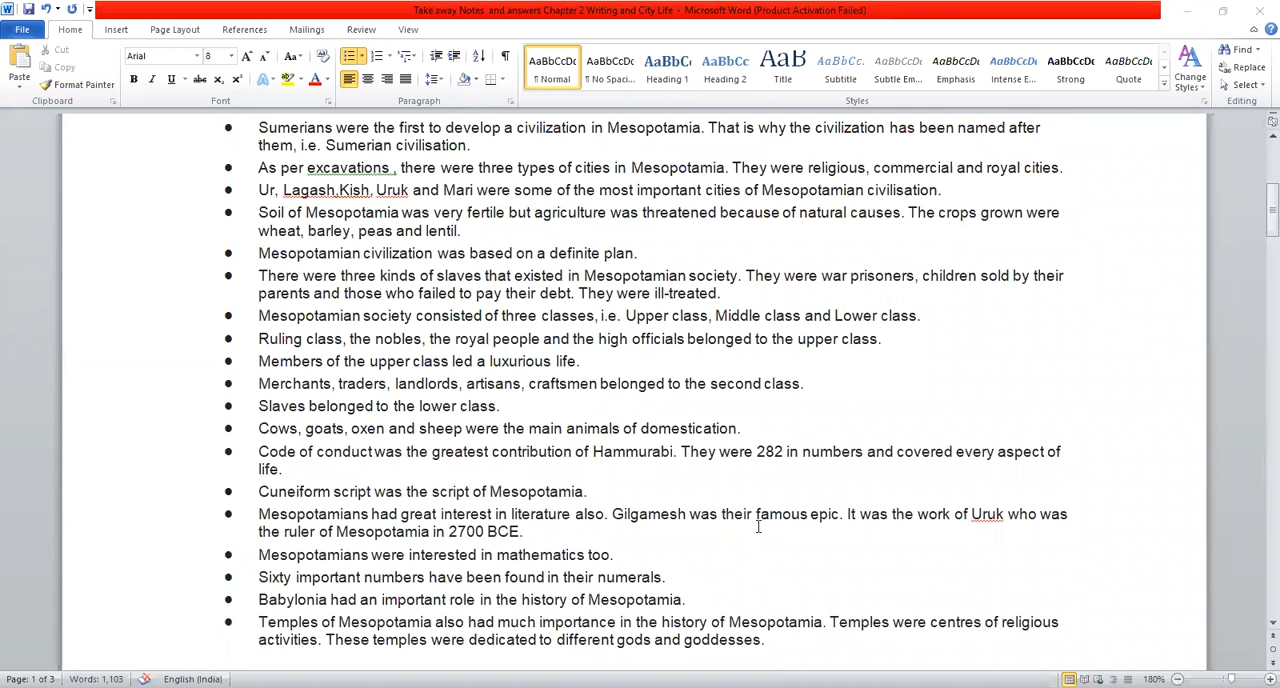 Take away Notes and answers Chapter 2 Writing and City Life - Microsoft Word (Product Activation Failed)
File Home Insert Page Layout References Mailings Review View
Cut
Copy
Format Painter
Paste
Clipboard
Arial 8
Font
Paragraph
AaBbCcDc AaBbCcDc AaBbCc AaBbCc AaB AaBbCc. AaBbCcDc AaBbCcDc AaBbCcDc AaBbCcDc AaBbCcDc
¶ Normal ¶ No Spaci... Heading 1 Heading 2 Title Subtitle Subtle Em... Emphasis Intense E... Strong Quote
Styles
Change Styles
Find
Replace
Select
Editing
• Sumerians were the first to develop a civilization in Mesopotamia. That is why the civilization has been named after
them, i.e. Sumerian civilisation.
• As per excavations , there were three types of cities in Mesopotamia. They were religious, commercial and royal cities.
• Ur, Lagash,Kish, Uruk and Mari were some of the most important cities of Mesopotamian civilisation.
• Soil of Mesopotamia was very fertile but agriculture was threatened because of natural causes. The crops grown were
wheat, barley, peas and lentil.
• Mesopotamian civilization was based on a definite plan.
• There were three kinds of slaves that existed in Mesopotamian society. They were war prisoners, children sold by their
parents and those who failed to pay their debt. They were ill-treated.
• Mesopotamian society consisted of three classes, i.e. Upper class, Middle class and Lower class.
• Ruling class, the nobles, the royal people and the high officials belonged to the upper class.
• Members of the upper class led a luxurious life.
• Merchants, traders, landlords, artisans, craftsmen belonged to the second class.
• Slaves belonged to the lower class.
• Cows, goats, oxen and sheep were the main animals of domestication.
• Code of conduct was the greatest contribution of Hammurabi. They were 282 in numbers and covered every aspect of
life.
• Cuneiform script was the script of Mesopotamia.
• Mesopotamians had great interest in literature also. Gilgamesh was their famous epic. It was the work of Uruk who was
the ruler of Mesopotamia in 2700 BCE.
• Mesopotamians were interested in mathematics too.
• Sixty important numbers have been found in their numerals.
• Babylonia had an important role in the history of Mesopotamia.
• Temples of Mesopotamia also had much importance in the history of Mesopotamia. Temples were centres of religious
activities. These temples were dedicated to different gods and goddesses.
Page: 1 of 3 Words: 1,103 English (India) 180%